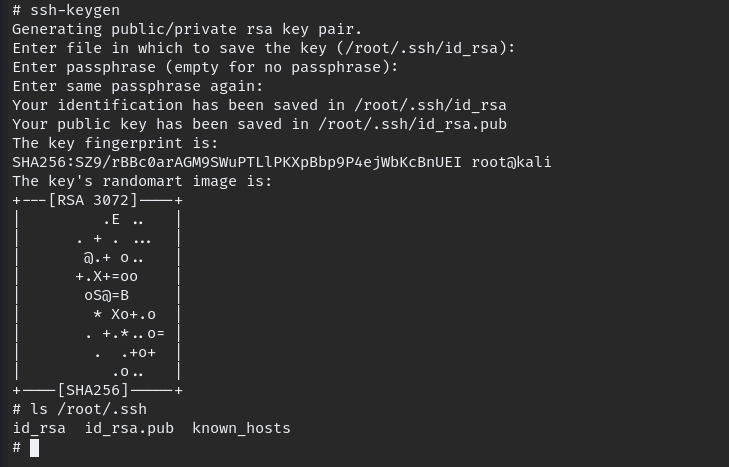 # ssh-keygen
Generating public/private rsa key pair.
Enter file in which to save the key (/root/.ssh/id_rsa):
Enter passphrase (empty for no passphrase):
Enter same passphrase again:
Your identification has been saved in /root/.ssh/id_rsa
Your public key has been saved in /root/.ssh/id_rsa.pub
The key fingerprint is:
SHA256:SZ9/rBBc0arAGM9SWuPTLlPKXpBbp9P4ejWbKcBnUEI root@kali
The key's randomart image is:
+---[RSA 3072]----+
|         .E ..   |
|      . + . ...  |
|       @.+ o..   |
|      +.X+=oo    |
|       oS@=B     |
|        * Xo+.o  |
|       . +.*..o= |
|        .  .+o+  |
|          .o..   |
+----[SHA256]-----+
# ls /root/.ssh
id_rsa  id_rsa.pub  known_hosts
#